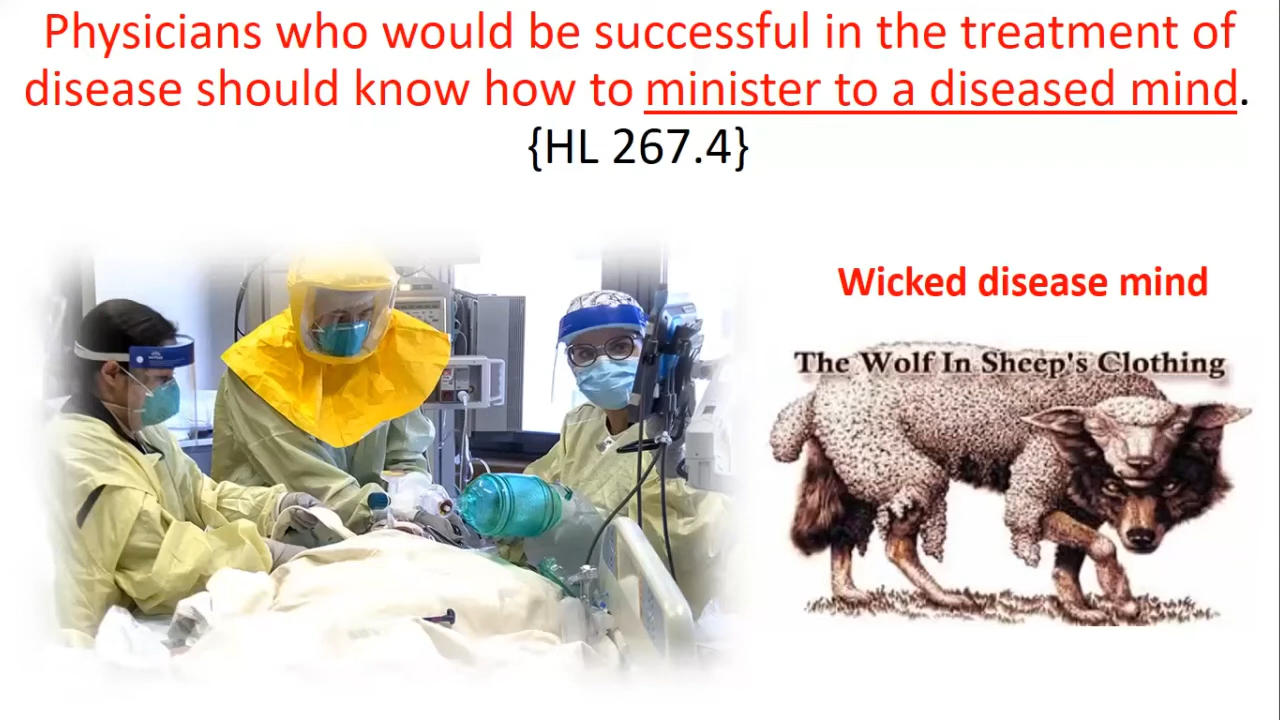 Physicians who would be successful in the treatment of
disease should know how to minister to a diseased mind.
{HL 267.4}
Wicked disease mind
The Wolf In Sheep's Clothing